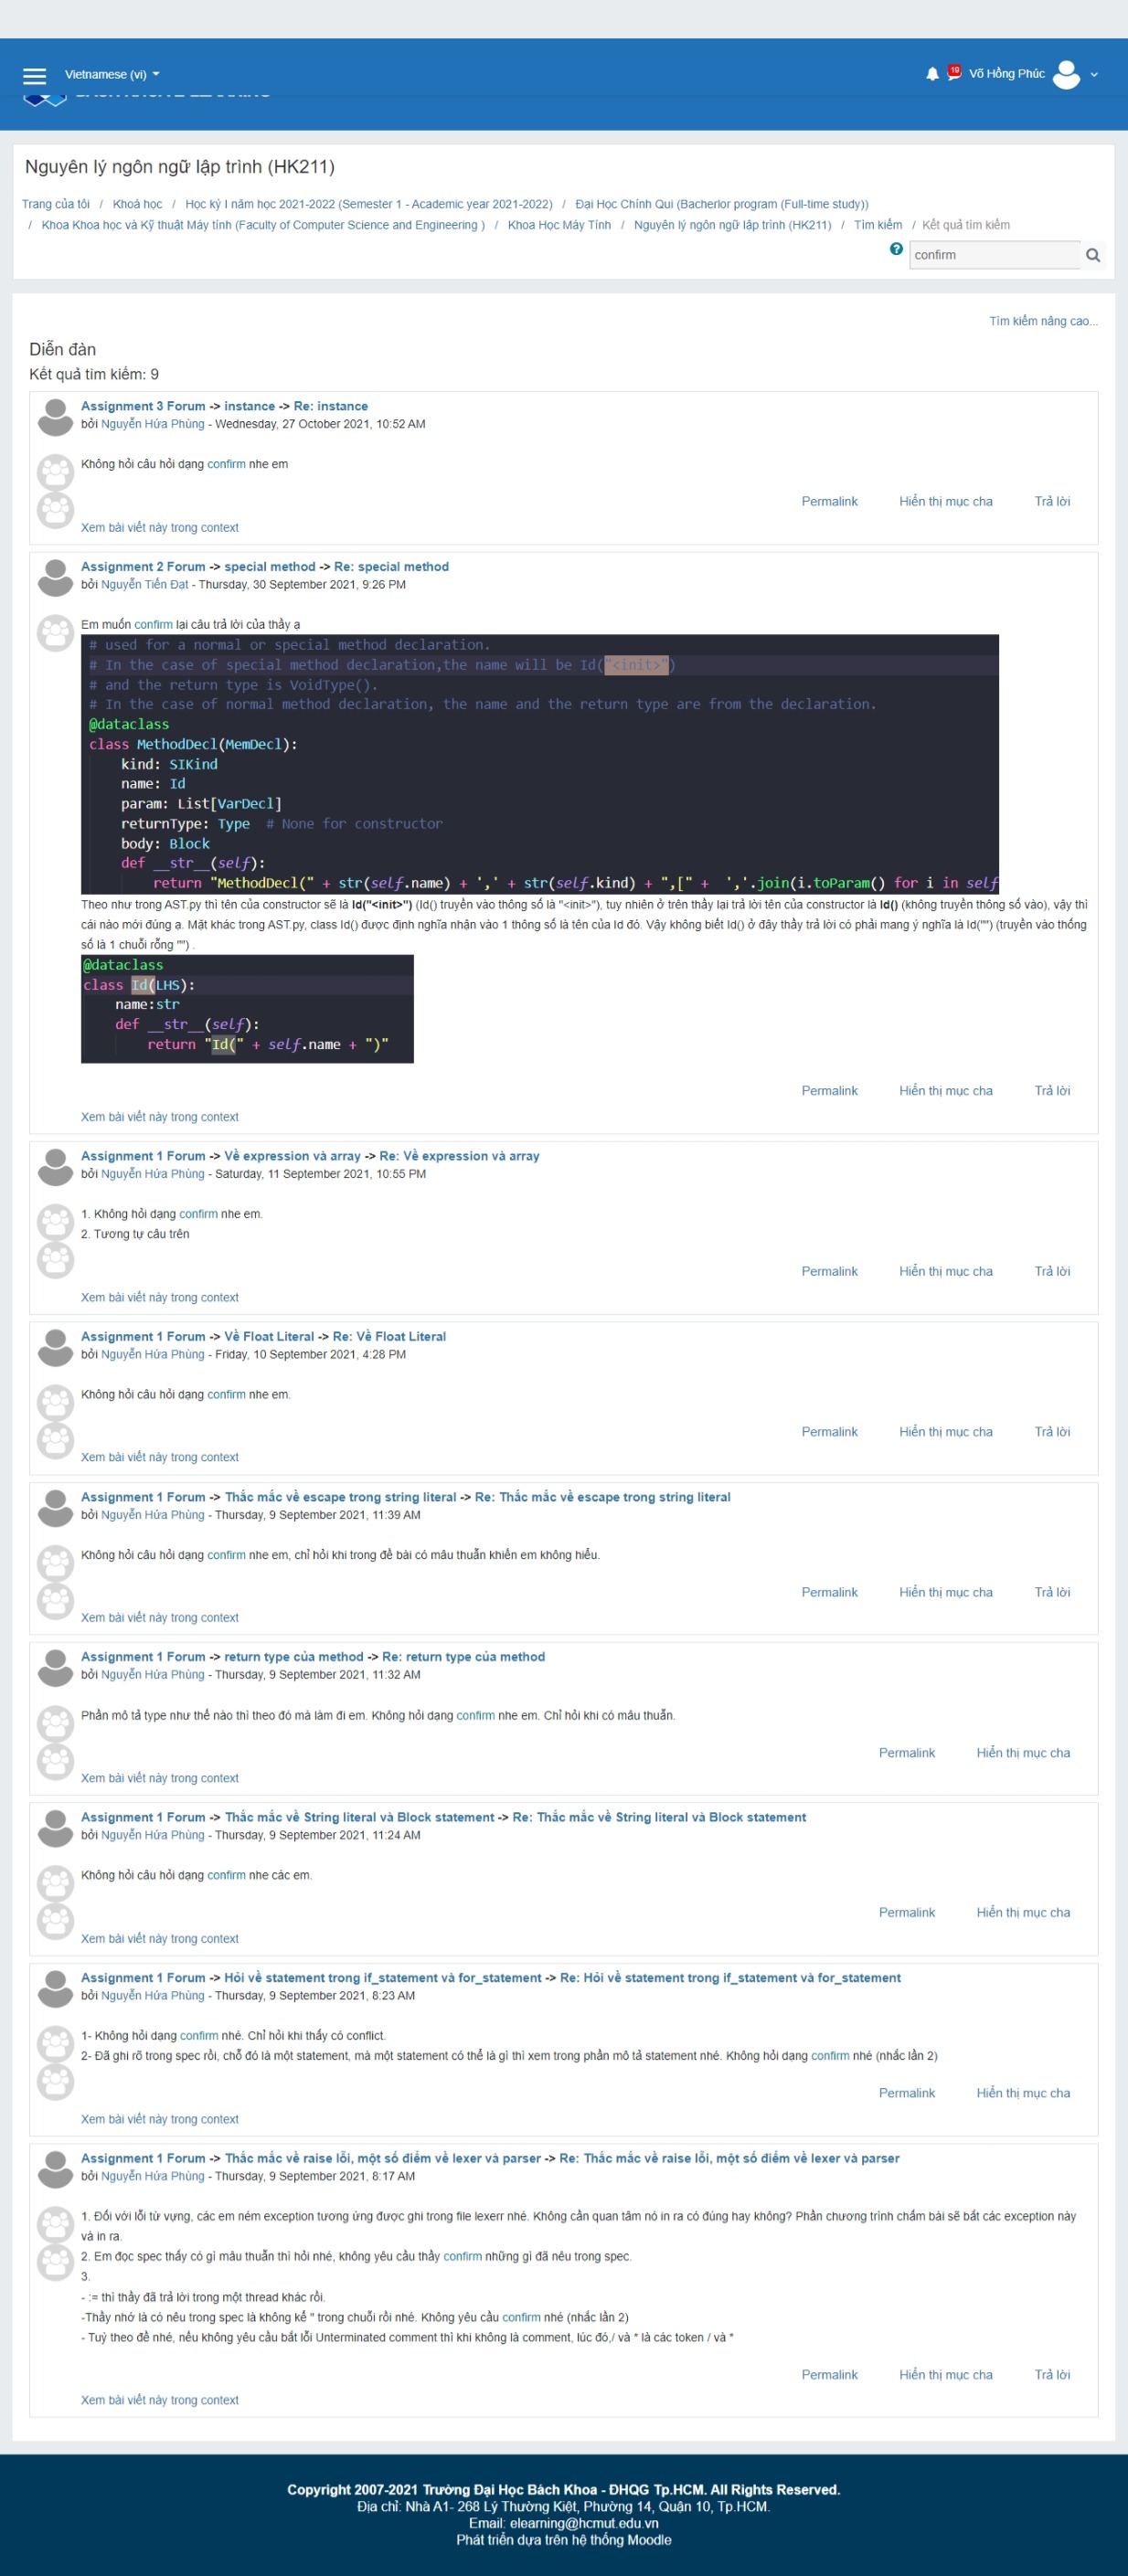 Vietnamese (vi)
19
Võ Hồng Phúc
Nguyên lý ngôn ngữ lập trình (HK211)
Trang của tôi / Khoá học / Học kỳ I năm học 2021-2022 (Semester 1 - Academic year 2021-2022) / Đại Học Chính Qui (Bacherlor program (Full-time study))
/ Khoa Khoa học và Kỹ thuật Máy tính (Faculty of Computer Science and Engineering ) / Khoa Học Máy Tính / Nguyên lý ngôn ngữ lập trình (HK211) / Tìm kiếm / Kết quả tìm kiếm
confirm
Tìm kiếm nâng cao...
Diễn đàn
Kết quả tìm kiếm: 9
Assignment 3 Forum -> instance -> Re: instance
bởi Nguyễn Hứa Phùng - Wednesday, 27 October 2021, 10:52 AM
Không hỏi câu hỏi dạng confirm nhe em
Permalink Hiển thị mục cha Trả lời
Xem bài viết này trong context
Assignment 2 Forum -> special method -> Re: special method
bởi Nguyễn Tiến Đạt - Thursday, 30 September 2021, 9:26 PM
Em muốn confirm lại câu trả lời của thầy ạ
# used for a normal or special method declaration.
# In the case of special method declaration,the name will be Id("<init>")
# and the return type is VoidType().
# In the case of normal method declaration, the name and the return type are from the declaration.
@dataclass
class MethodDecl(MemDecl):
kind: SIKind
name: Id
param: List[VarDecl]
returnType: Type # None for constructor
body: Block
def __str__(self):
return "MethodDecl(" + str(self.name) + ',' + str(self.kind) + ",[" + ','.join(i.toParam() for i in self
Theo như trong AST.py thì tên của constructor sẽ là Id("<init>") (Id() truyền vào thông số là "<init>"), tuy nhiên ở trên thầy lại trả lời tên của constructor là Id() (không truyền thông số vào), vậy thì
cái nào mới đúng ạ. Mặt khác trong AST.py, class Id() được định nghĩa nhận vào 1 thông số là tên của Id đó. Vậy không biết Id() ở đây thầy trả lời có phải mang ý nghĩa là Id("") (truyền vào thống
số là 1 chuỗi rỗng "") .
@dataclass
class Id(LHS):
name:str
def __str__(self):
return "Id(" + self.name + ")"
Permalink Hiển thị mục cha Trả lời
Xem bài viết này trong context
Assignment 1 Forum -> Về expression và array -> Re: Về expression và array
bởi Nguyễn Hứa Phùng - Saturday, 11 September 2021, 10:55 PM
1. Không hỏi dạng confirm nhe em.
2. Tương tự câu trên
Permalink Hiển thị mục cha Trả lời
Xem bài viết này trong context
Assignment 1 Forum -> Về Float Literal -> Re: Về Float Literal
bởi Nguyễn Hứa Phùng - Friday, 10 September 2021, 4:28 PM
Không hỏi câu hỏi dạng confirm nhe em.
Permalink Hiển thị mục cha Trả lời
Xem bài viết này trong context
Assignment 1 Forum -> Thắc mắc về escape trong string literal -> Re: Thắc mắc về escape trong string literal
bởi Nguyễn Hứa Phùng - Thursday, 9 September 2021, 11:39 AM
Không hỏi câu hỏi dạng confirm nhe em, chỉ hỏi khi trong đề bài có mâu thuẫn khiến em không hiểu.
Permalink Hiển thị mục cha Trả lời
Xem bài viết này trong context
Assignment 1 Forum -> return type của method -> Re: return type của method
bởi Nguyễn Hứa Phùng - Thursday, 9 September 2021, 11:32 AM
Phần mô tả type như thế nào thì theo đó mà làm đi em. Không hỏi dạng confirm nhe em. Chỉ hỏi khi có mâu thuẫn.
Permalink Hiển thị mục cha
Xem bài viết này trong context
Assignment 1 Forum -> Thắc mắc về String literal và Block statement -> Re: Thắc mắc về String literal và Block statement
bởi Nguyễn Hứa Phùng - Thursday, 9 September 2021, 11:24 AM
Không hỏi câu hỏi dạng confirm nhe các em.
Permalink Hiển thị mục cha
Xem bài viết này trong context
Assignment 1 Forum -> Hỏi về statement trong if_statement và for_statement -> Re: Hỏi về statement trong if_statement và for_statement
bởi Nguyễn Hứa Phùng - Thursday, 9 September 2021, 8:23 AM
1- Không hỏi dạng confirm nhé. Chỉ hỏi khi thấy có conflict.
2- Đã ghi rõ trong spec rồi, chỗ đó là một statement, mà một statement có thể là gì thì xem trong phần mô tả statement nhé. Không hỏi dạng confirm nhé (nhắc lần 2)
Permalink Hiển thị mục cha
Xem bài viết này trong context
Assignment 1 Forum -> Thắc mắc về raise lỗi, một số điểm về lexer và parser -> Re: Thắc mắc về raise lỗi, một số điểm về lexer và parser
bởi Nguyễn Hứa Phùng - Thursday, 9 September 2021, 8:17 AM
1. Đối với lỗi từ vựng, các em ném exception tương ứng được ghi trong file lexerr nhé. Không cần quan tâm nó in ra có đúng hay không? Phần chương trình chấm bài sẽ bắt các exception này
và in ra.
2. Em đọc spec thấy có gì mâu thuẫn thì hỏi nhé, không yêu cầu thầy confirm những gì đã nêu trong spec.
3.
- := thì thầy đã trả lời trong một thread khác rồi.
-Thầy nhớ là có nêu trong spec là không kể " trong chuỗi rồi nhé. Không yêu cầu confirm nhé (nhắc lần 2)
- Tuỳ theo đề nhé, nếu không yêu cầu bắt lỗi Unterminated comment thì khi không là comment, lúc đó,/ và * là các token / và *
Permalink Hiển thị mục cha Trả lời
Xem bài viết này trong context
Copyright 2007-2021 Trường Đại Học Bách Khoa - ĐHQG Tp.HCM. All Rights Reserved.
Địa chỉ: Nhà A1- 268 Lý Thường Kiệt, Phường 14, Quận 10, Tp.HCM.
Email: elearning@hcmut.edu.vn
Phát triển dựa trên hệ thống Moodle